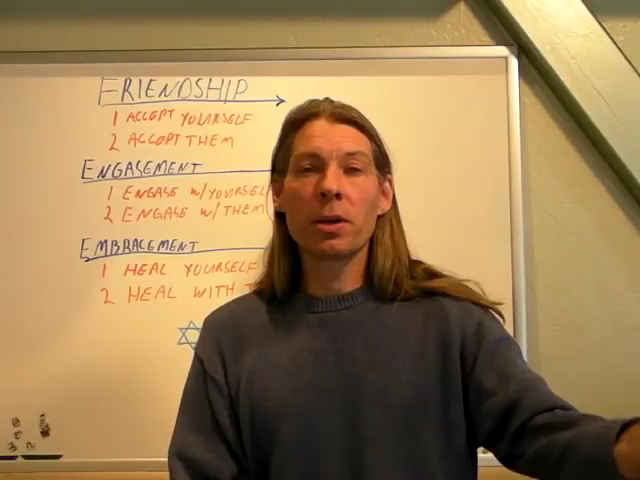 FRIENDSHIP
1 ACCEPT YOURSELF
2 ACCEPT THEM
ENGAGEMENT
1 ENGAGE W/YOURSEL
2 ENGAGE W/THEM
EMBRACEMENT
1 HEAL YOURSELF
2 HEAL WITH T